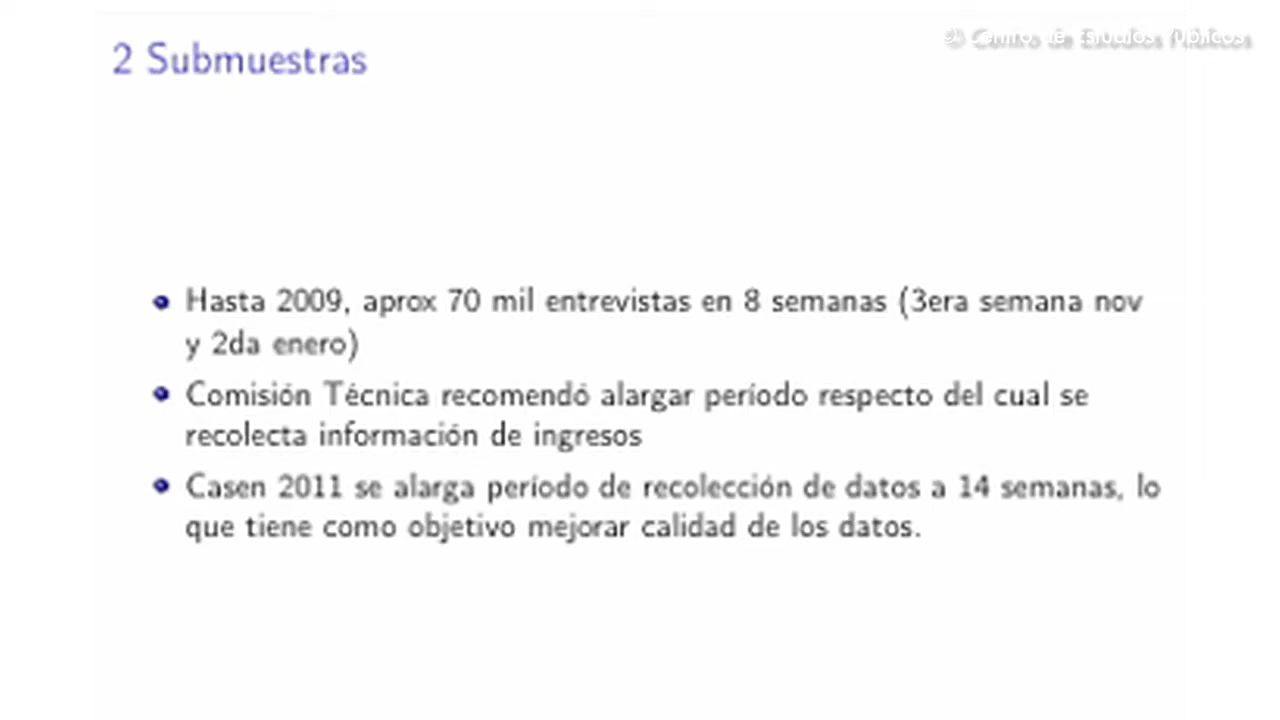 © Centro de Estudios Públicos
2 Submuestras
Hasta 2009, aprox 70 mil entrevistas en 8 semanas (3era semana nov
y 2da enero)
Comisión Técnica recomendó alargar período respecto del cual se
recolecta información de ingresos
Casen 2011 se alarga período de recolección de datos a 14 semanas, lo
que tiene como objetivo mejorar calidad de los datos.